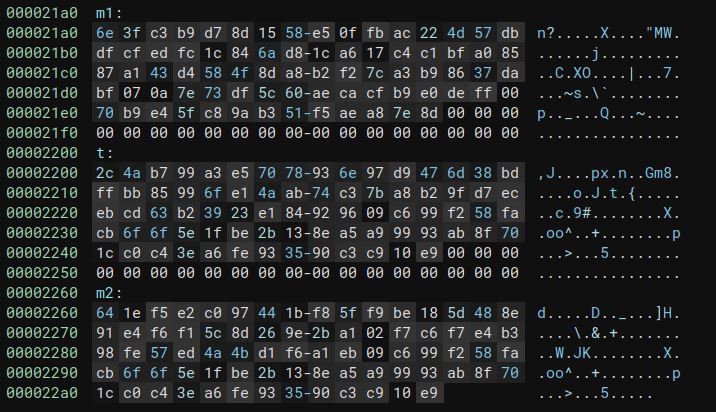 000021a0 m1:
000021a0 6e 3f c3 b9 d7 8d 15 58-e5 0f fb ac 22 4d 57 db n?.....X...."MW.
000021b0 df cf ed fc 1c 84 6a d8-1c a6 17 c4 c1 bf a0 85 ......j.........
000021c0 87 a1 43 d4 58 4f 8d a8-b2 f2 7c a3 b9 86 37 da ..C.XO....|...7.
000021d0 bf 07 0a 7e 73 df 5c 60-ae ca cf b9 e0 de ff 00 ...~s.\`........
000021e0 70 b9 e4 5f c8 9a b3 51-f5 ae a8 7e 8d 00 00 00 p.._...Q...~....
000021f0 00 00 00 00 00 00 00 00-00 00 00 00 00 00 00 00 ................
00002200 t:
00002200 2c 4a b7 99 a3 e5 70 78-93 6e 97 d9 47 6d 38 bd ,J....px.n..Gm8.
00002210 ff bb 85 99 6f e1 4a ab-74 c3 7b a8 b2 9f d7 ec ....o.J.t.{.....
00002220 eb cd 63 b2 39 23 e1 84-92 96 09 c6 99 f2 58 fa ..c.9#........X.
00002230 cb 6f 6f 5e 1f be 2b 13-8e a5 a9 99 93 ab 8f 70 .oo^..+........p
00002240 1c c0 c4 3e a6 fe 93 35-90 c3 c9 10 e9 00 00 00 ...>...5........
00002250 00 00 00 00 00 00 00 00-00 00 00 00 00 00 00 00 ................
00002260 m2:
00002260 64 1e f5 e2 c0 97 44 1b-f8 5f f9 be 18 5d 48 8e d.....D.._...]H.
00002270 91 e4 f6 f1 5c 8d 26 9e-2b a1 02 f7 c6 f7 e4 b3 ....\.&.+.......
00002280 98 fe 57 ed 4a 4b d1 f6-a1 eb 09 c6 99 f2 58 fa ..W.JK........X.
00002290 cb 6f 6f 5e 1f be 2b 13-8e a5 a9 99 93 ab 8f 70 .oo^..+........p
000022a0 1c c0 c4 3e a6 fe 93 35-90 c3 c9 10 e9 ...>...5.....